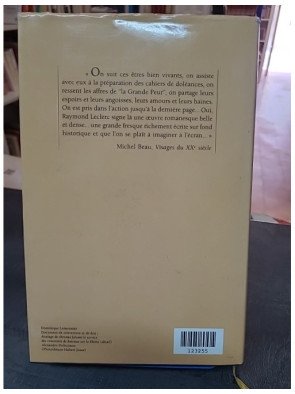 « On suit ces êtres bien vivants, on assiste
avec eux à la préparation des cahiers de doléances, on
ressent les affres de "la Grande Peur", on partage leurs
espoirs et leurs angoisses, leurs amours et leurs haines.
On est pris dans l'action jusqu'à la dernière page... Oui,
Raymond Leclerc signe là une œuvre romanesque belle
et dense... une grande fresque richement écrite sur fond
historique et que l'on se plaît à imaginer à l'écran... »
Michel Beau, Visages du XXᵉ siècle
123255